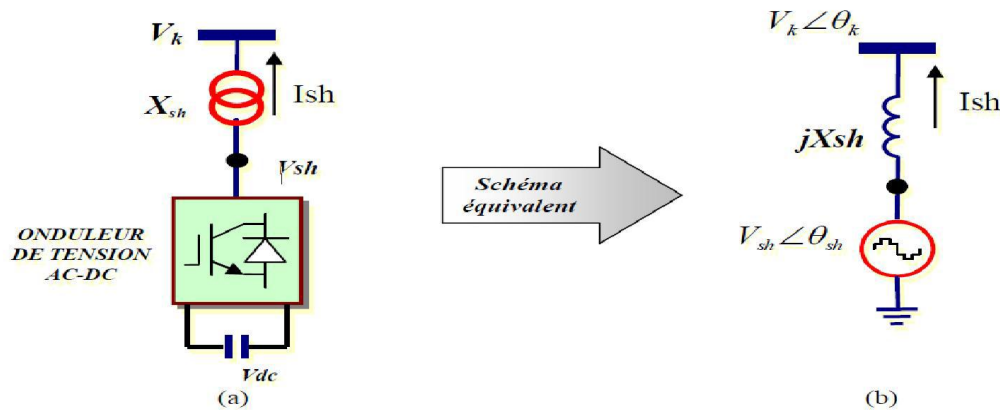 Vk
Ish
Xsh
Vsh
ONDULEUR
DE TENSION
AC-DC
Vdc
(a)
Schéma
équivalent
Vk∠θk
Ish
jXsh
Vsh∠θsh
(b)